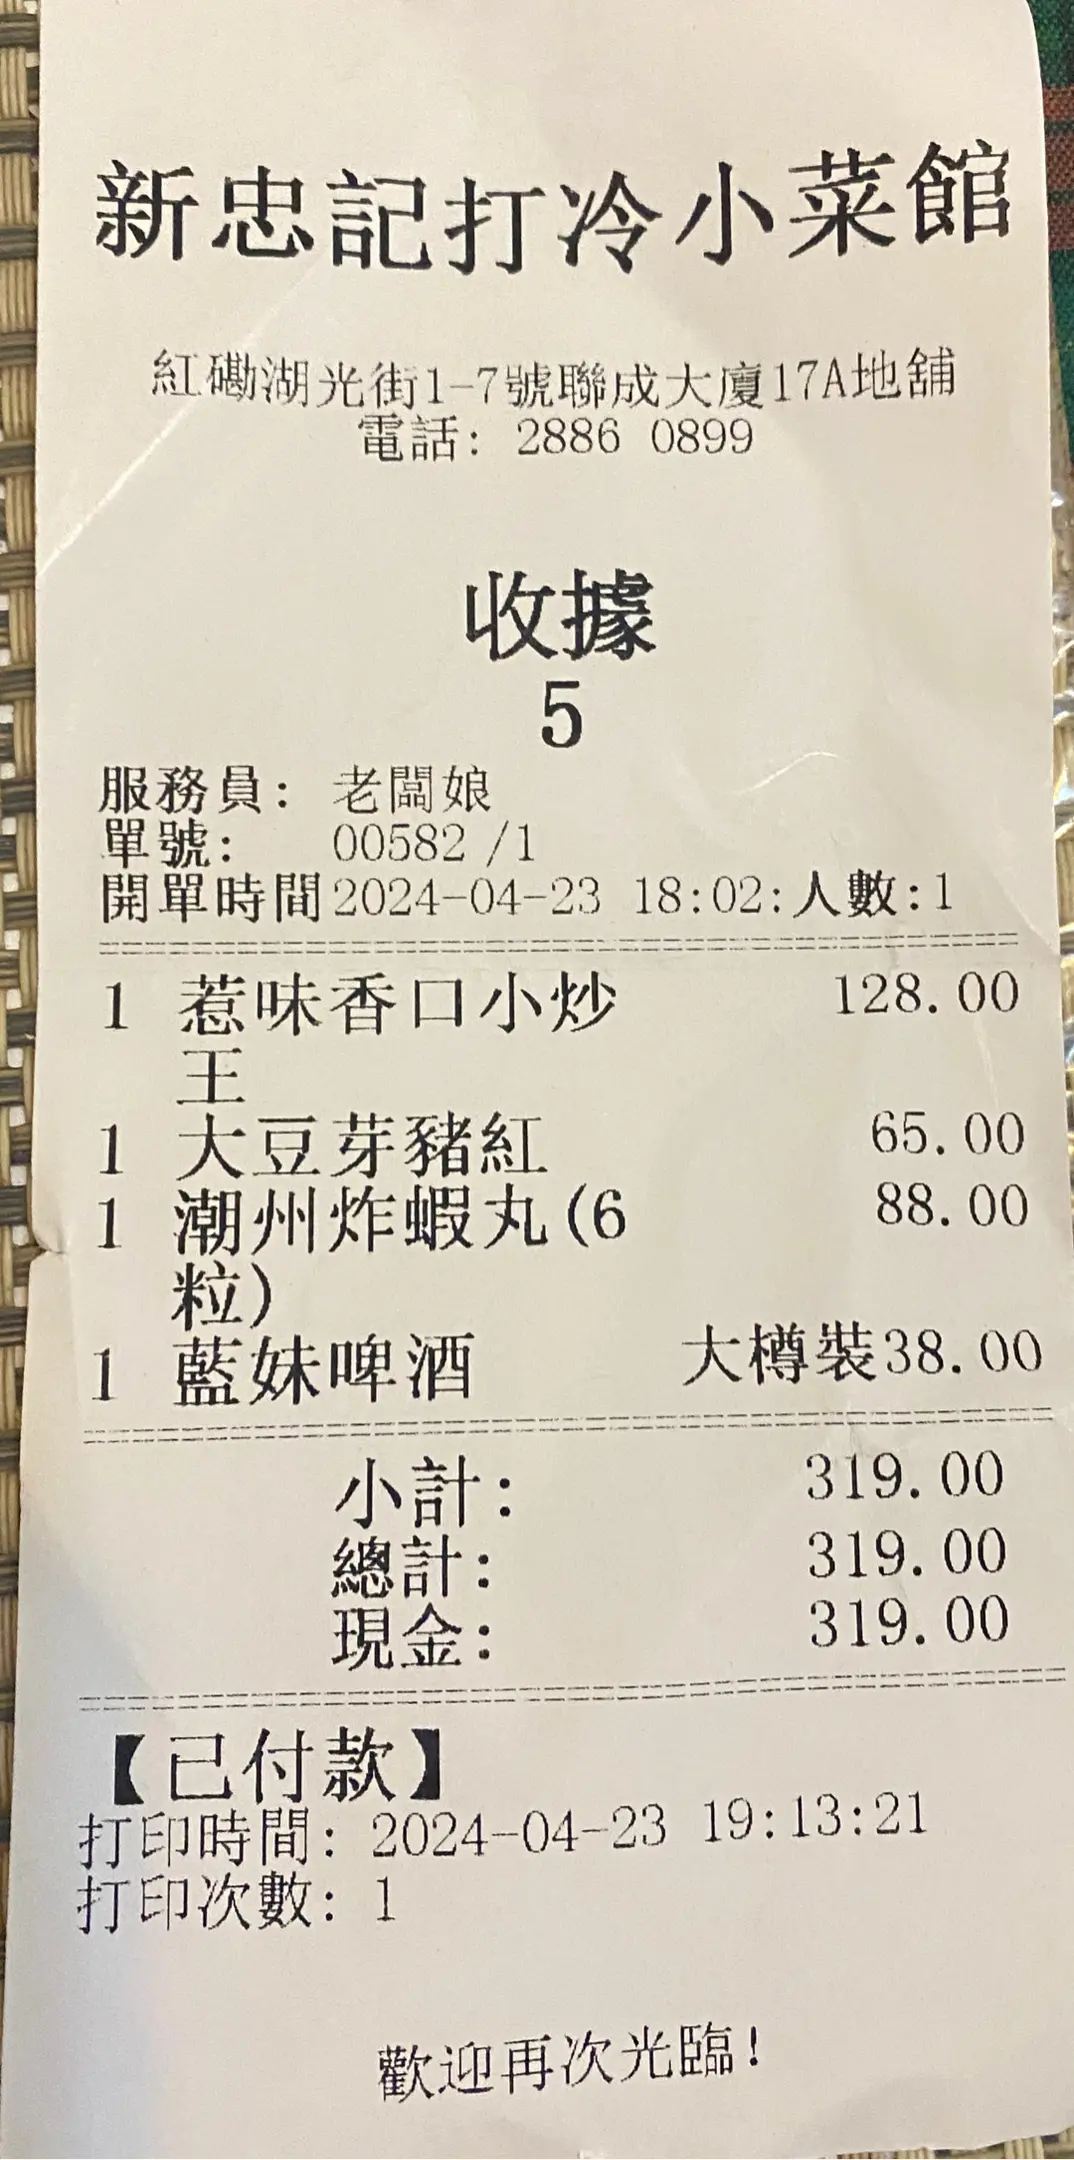 新忠記打冷小菜館
紅磡湖光街1-7號聯成大廈17A地舖
電話: 2886 0899
收據
5
服務員: 老闆娘
單號: 00582 /1
開單時間2024-04-23 18:02:人數:1
1 惹味香口小炒 128.00
王
1 大豆芽豬紅 65.00
1 潮州炸蝦丸(6 88.00
粒)
1 藍妹啤酒 大樽裝38.00
小計: 319.00
總計: 319.00
現金: 319.00
【已付款】
打印時間: 2024-04-23 19:13:21
打印次數: 1
歡迎再次光臨!